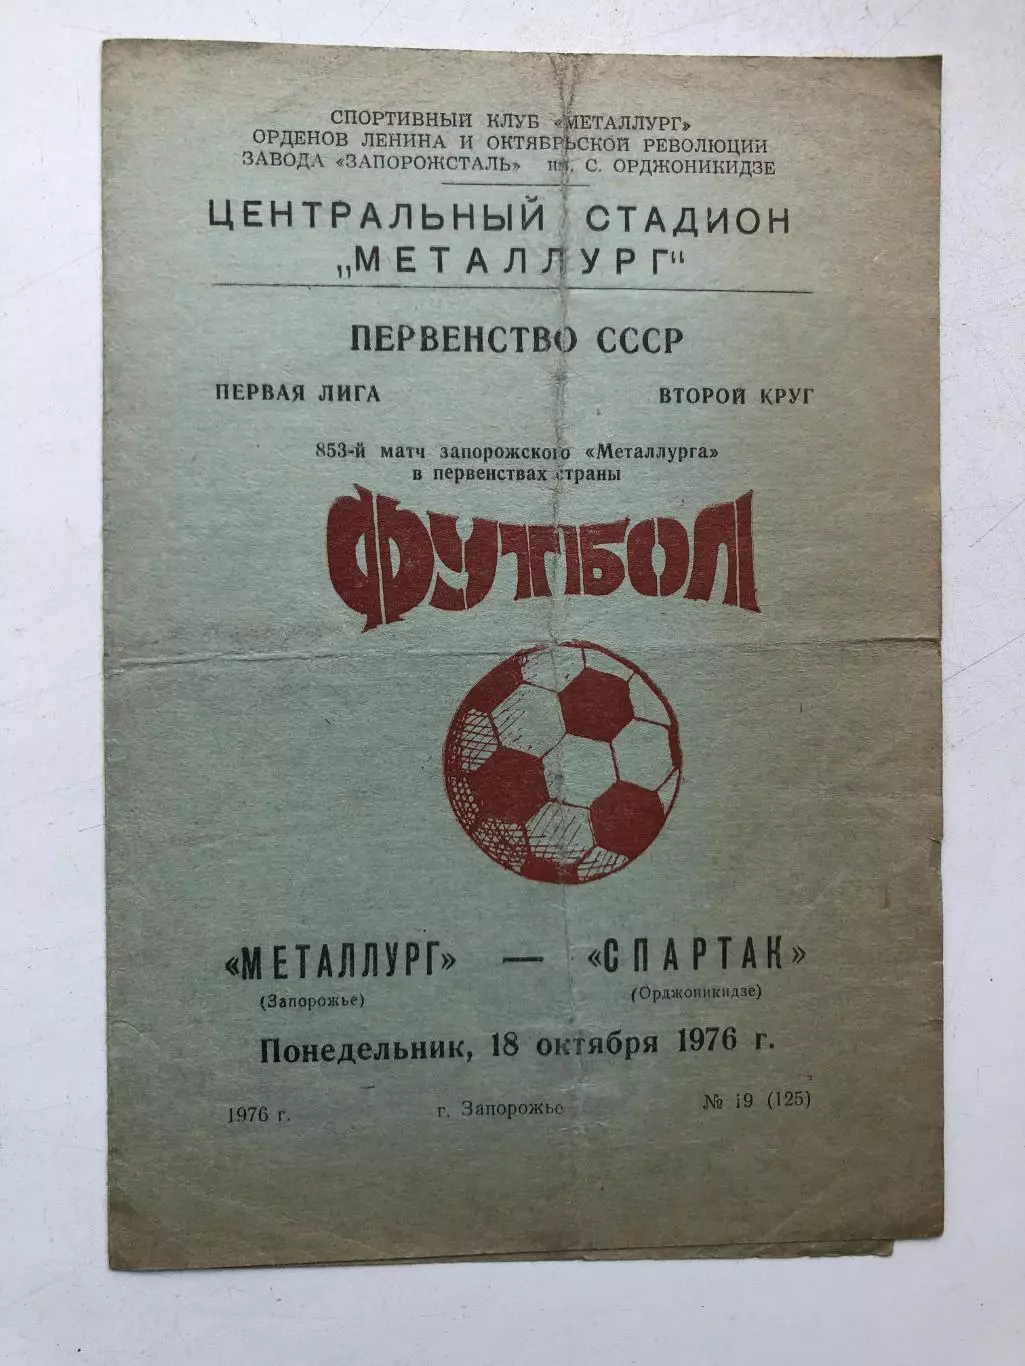 СПОРТИВНЫЙ КЛУБ «МЕТАЛЛУРГ»
ОРДЕНОВ ЛЕНИНА И ОКТЯБРЬСКОЙ РЕВОЛЮЦИИ
ЗАВОДА «ЗАПОРОЖСТАЛЬ» им. С. ОРДЖОНИКИДЗЕ
ЦЕНТРАЛЬНЫЙ СТАДИОН
„МЕТАЛЛУРГ"
ПЕРВЕНСТВО СССР
ПЕРВАЯ ЛИГА ВТОРОЙ КРУГ
853-й матч запорожского «Металлурга»
в первенствах страны
ФУТБОЛ
«МЕТАЛЛУРГ» — «СПАРТАК»
(Запорожье) (Орджоникидзе)
Понедельник, 18 октября 1976 г.
1976 г. г. Запорожье № 19 (125)